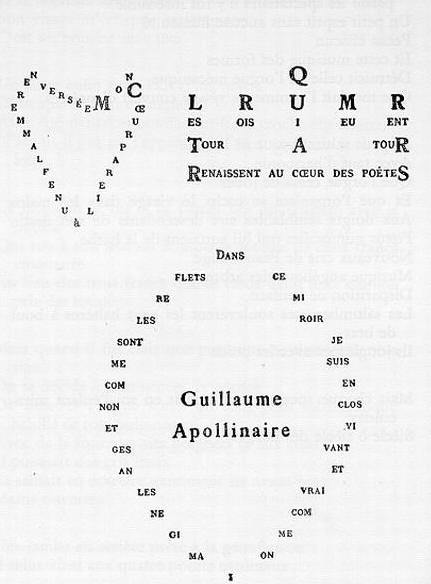 Mon Cœur pareil à une flamme renversée
Q
L R U M R
ES OIS I EU ENT
Tour A touR
Renaissent au cœur des poèteS
Dans
ce
mi
roir
je
suis
en
clos
vi
vant
et
vrai
com
me
on
i
ma
gi
ne
les
an
ges
et
non
com
me
sont
les
re
flets
Guillaume
Apollinaire